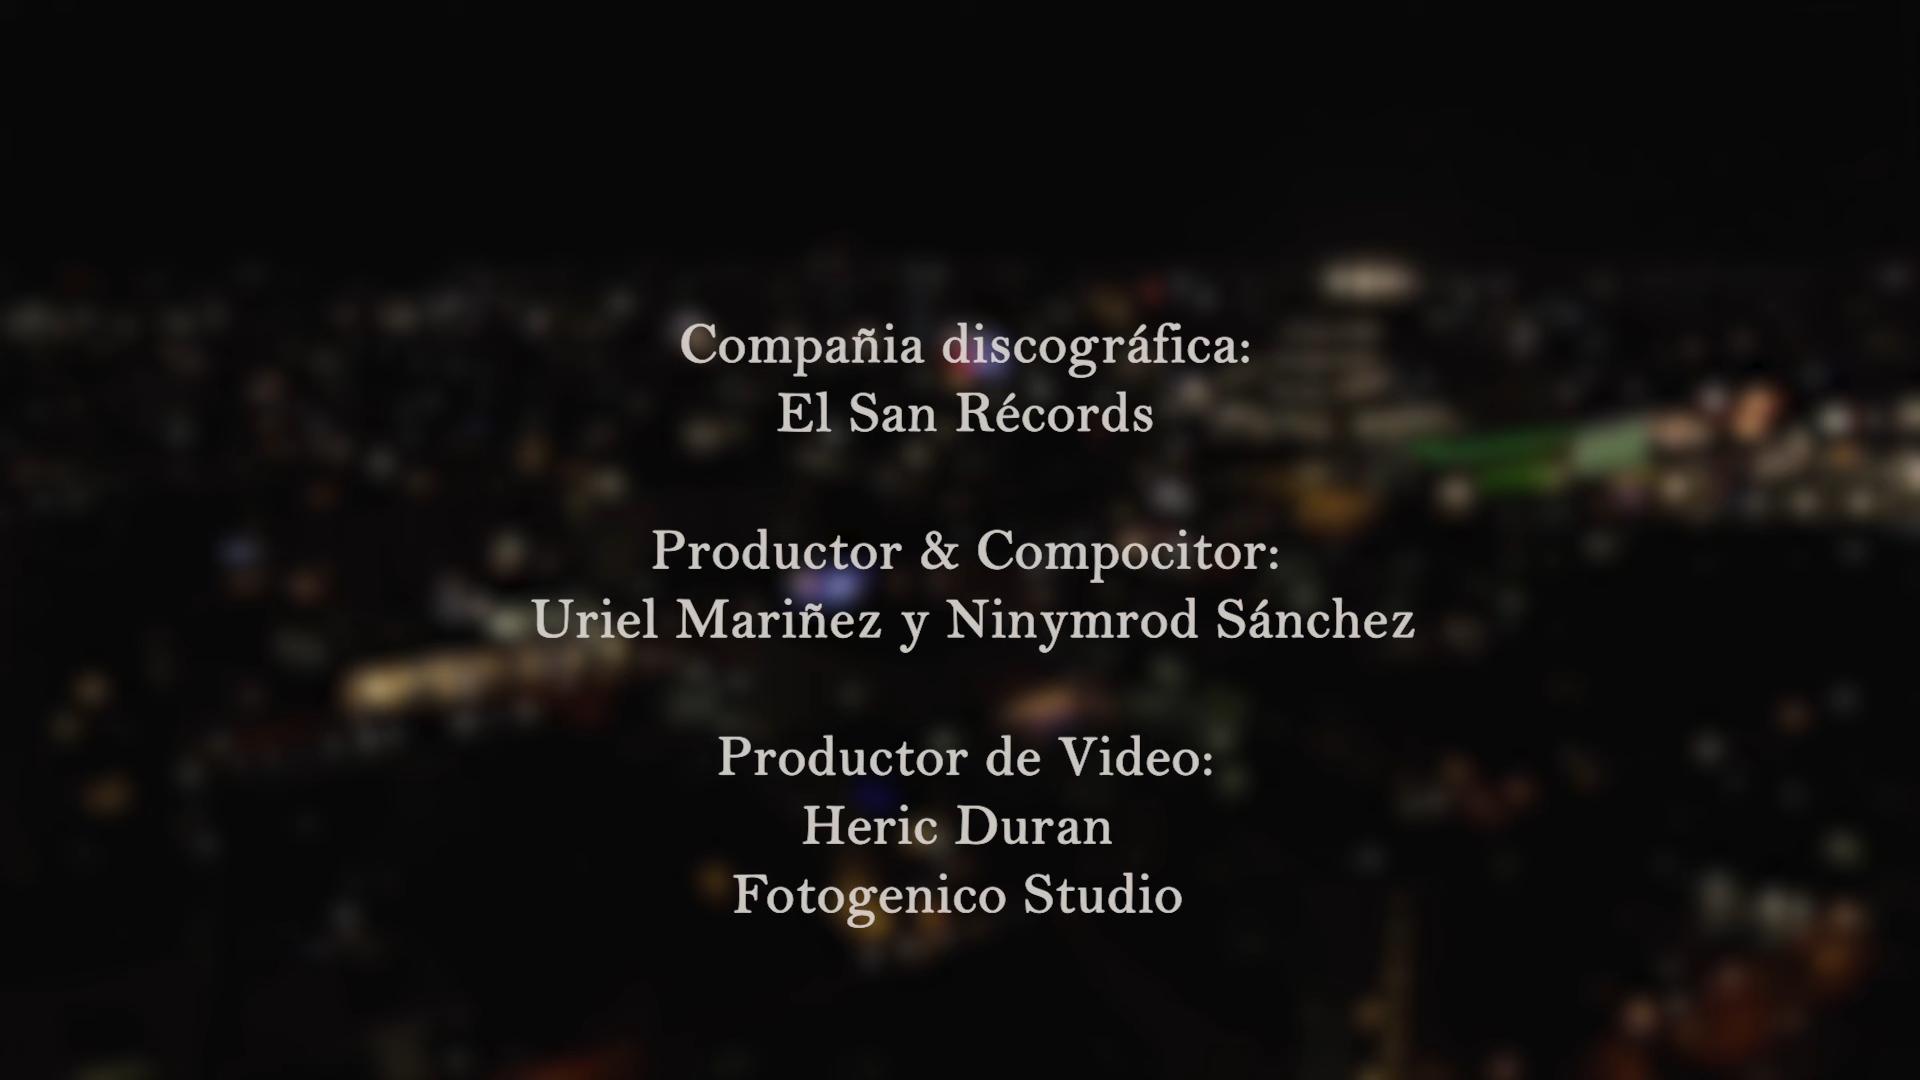 Compañia discográfica:
El San Récords
Productor & Compocitor:
Uriel Mariñez y Ninymrod Sánchez
Productor de Video:
Heric Duran
Fotogenico Studio